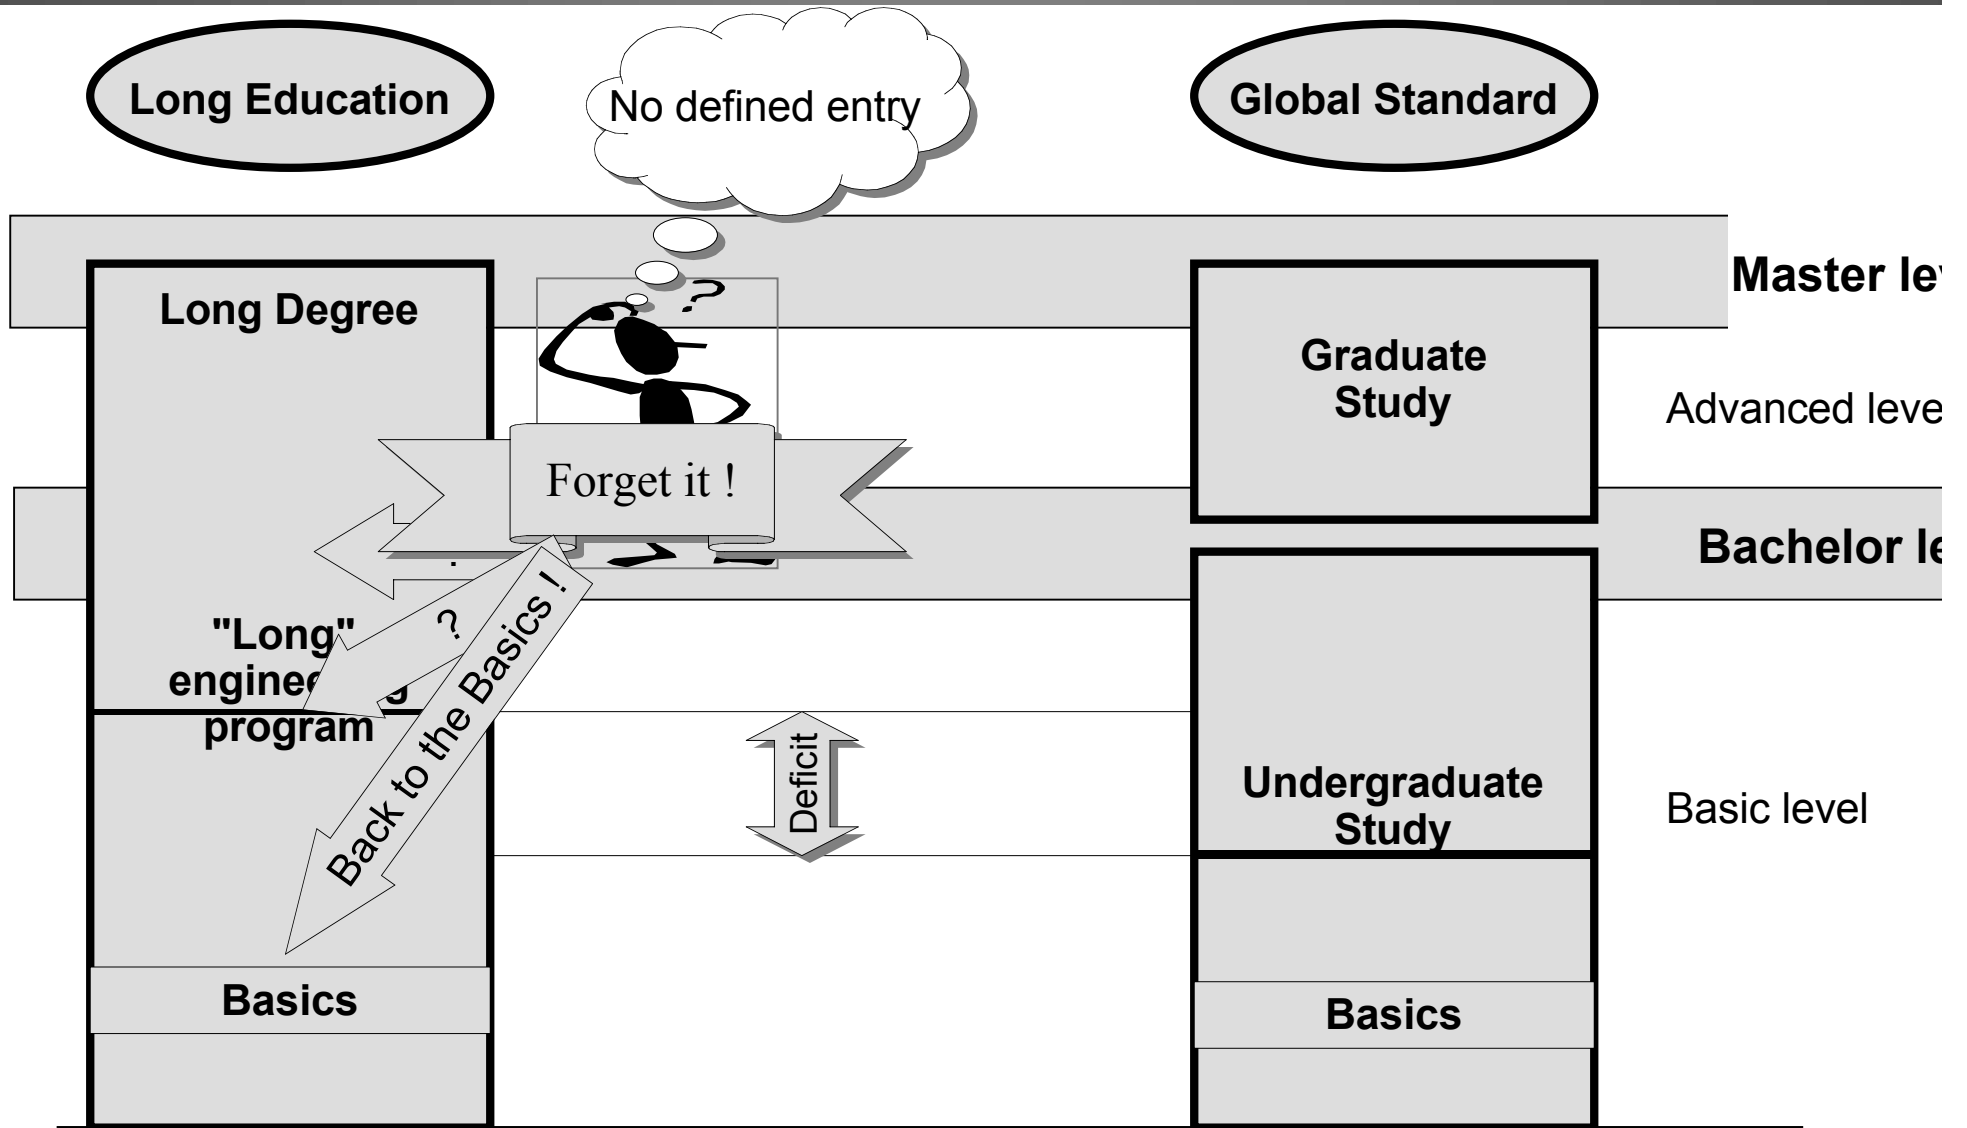 Long Education
No defined entry
Global Standard
Master le
Long Degree
?
Graduate
Study
Advanced leve
Forget it !
Bachelor le
.
?
"Long"
program
Back to the Basics !
Deficit
Undergraduate
Study
Basic level
Basics
Basics